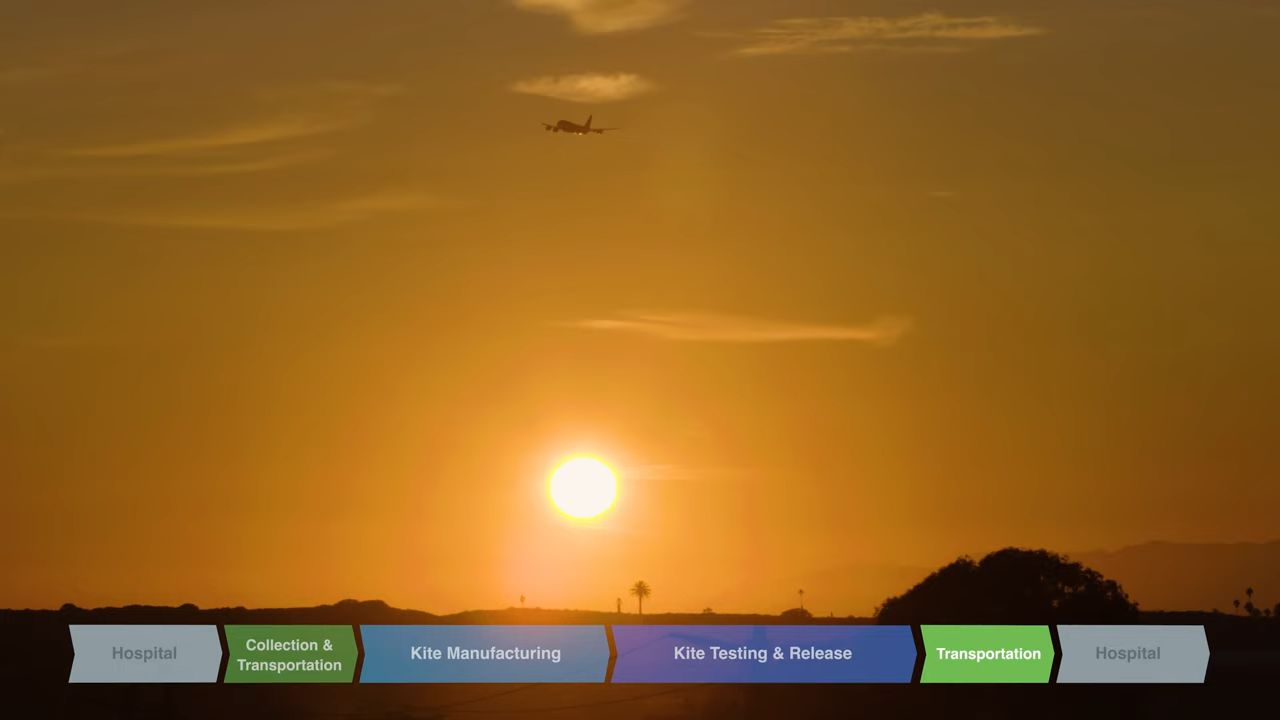 Hospital
Collection &
Transportation
Kite Manufacturing
Kite Testing & Release
Transportation
Hospital